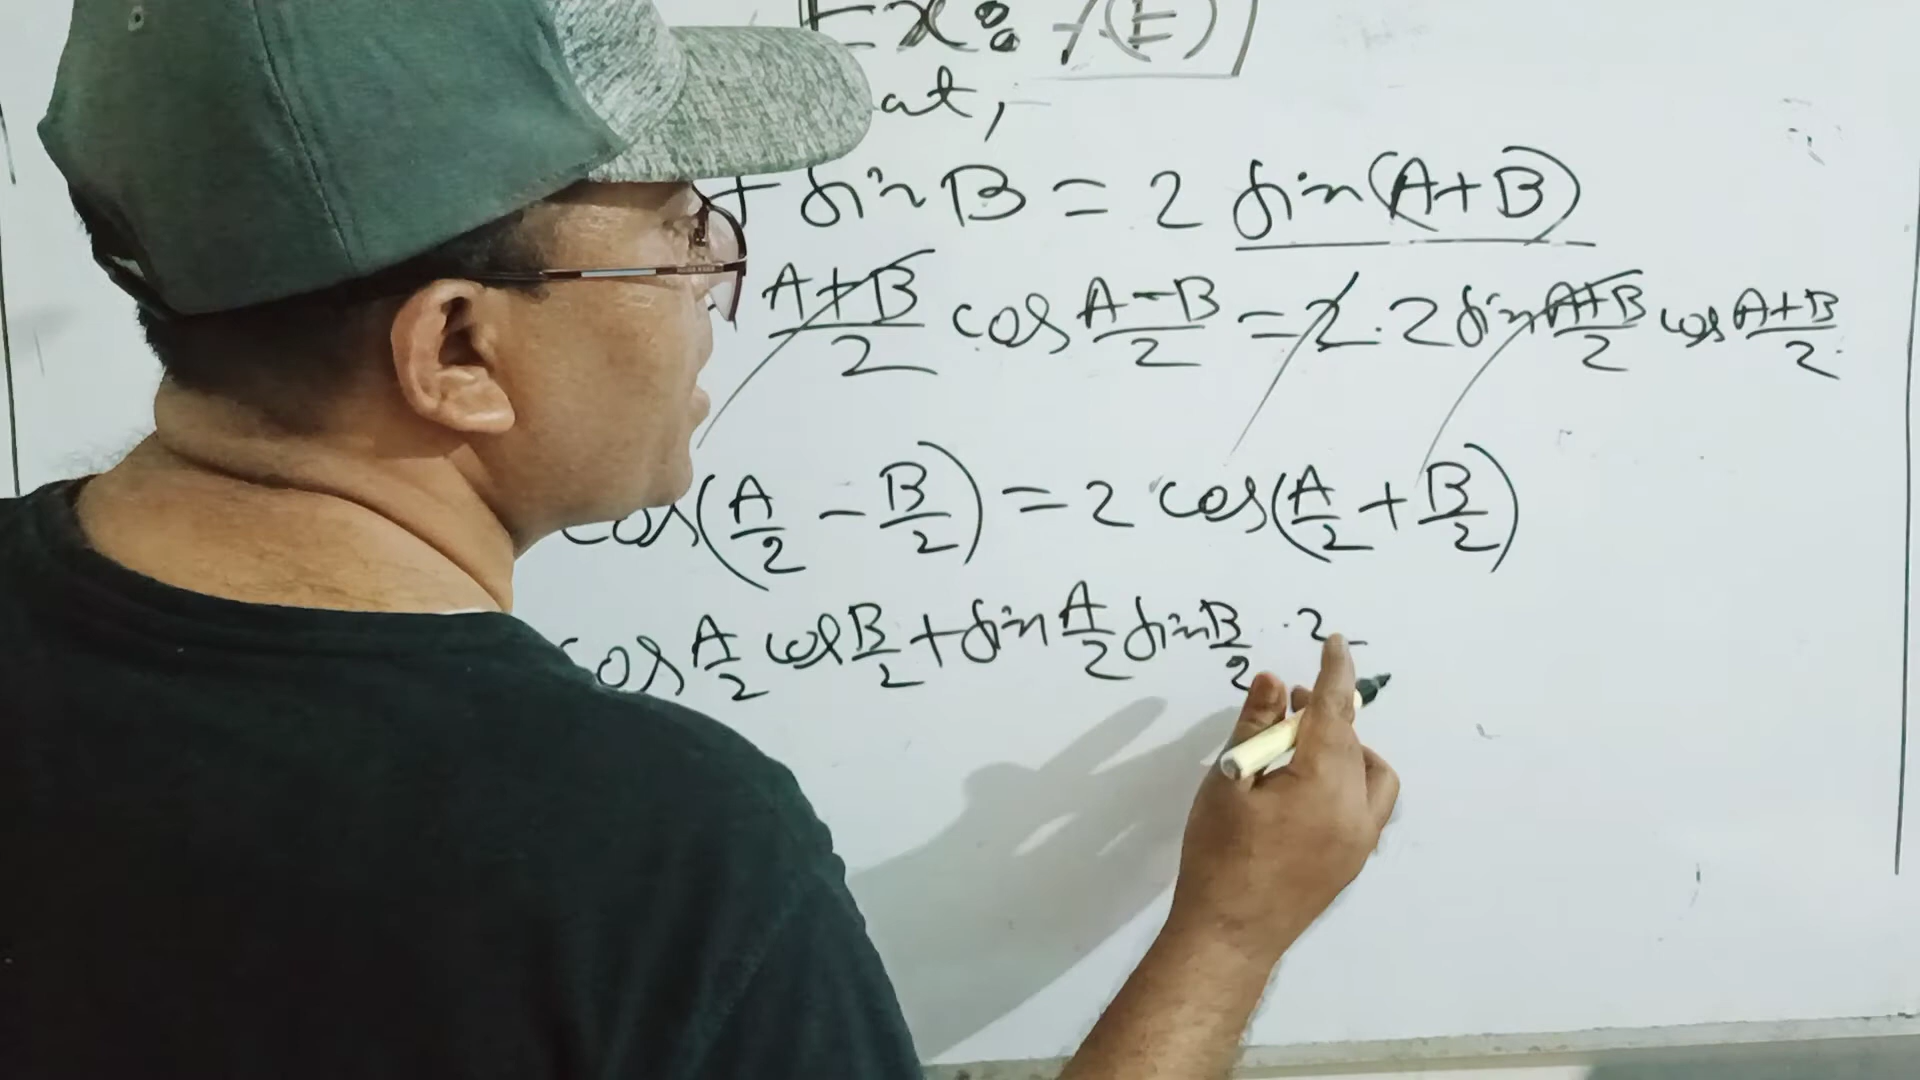 Ex: 7(E)
at,
+ sin B = 2 sin(A+B)
A+B/2 cos A-B/2 = 2.2 sin A+B/2 cos A+B/2.
cos(A/2 - B/2) = 2 cos(A/2 + B/2)
cos A/2 cos B/2 + sin A/2 sin B/2 . 2